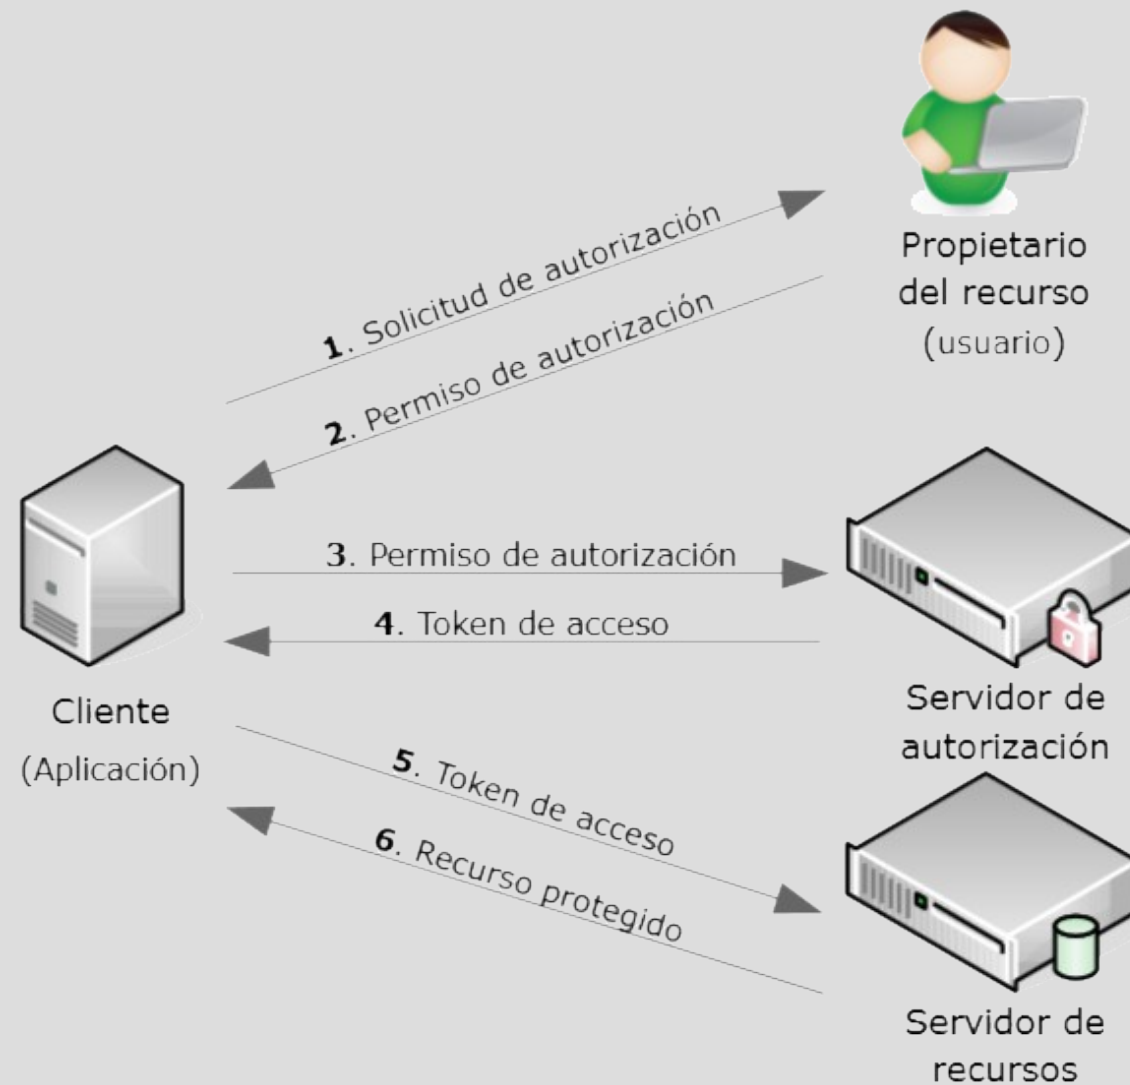 Propietario
del recurso
(usuario)
1. Solicitud de autorización
2. Permiso de autorización
3. Permiso de autorización
4. Token de acceso
Cliente
(Aplicación)
Servidor de
autorización
5. Token de acceso
6. Recurso protegido
Servidor de
recursos